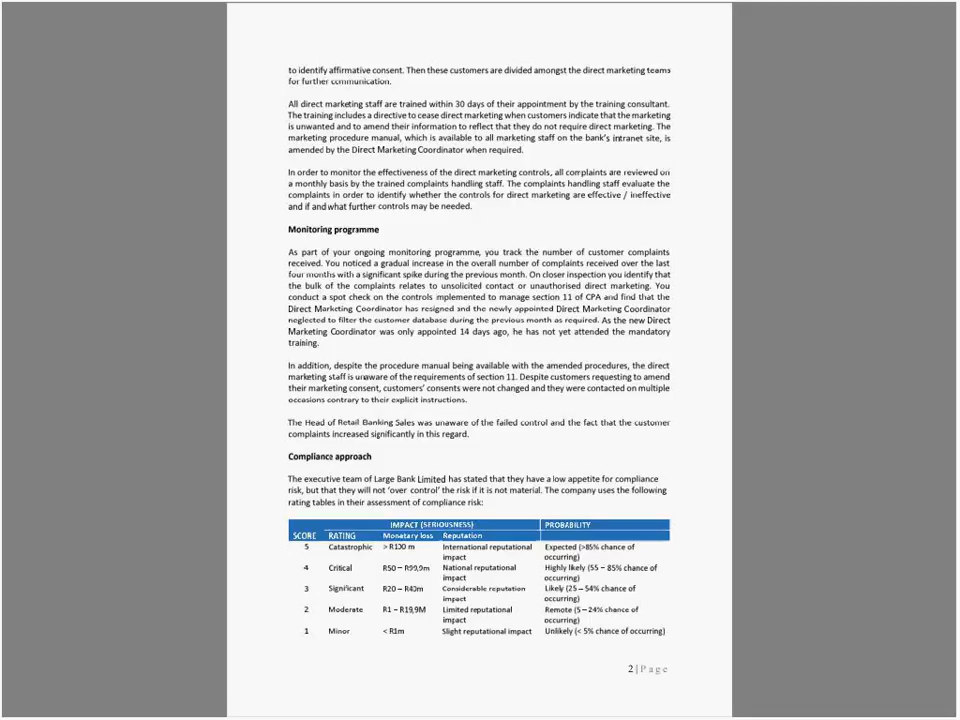 to identify affirmative consent. Then these customers are divided amongst the direct marketing teams
for further communication.
All direct marketing staff are trained within 30 days of their appointment by the training consultant.
The training includes a directive to cease direct marketing when customers indicate that the marketing
is unwanted and to amend their information to reflect that they do not require direct marketing. The
marketing procedure manual, which is available to all marketing staff on the bank's intranet site, is
amended by the Direct Marketing Coordinator when required.
In order to monitor the effectiveness of the direct marketing controls, all complaints are reviewed on
a monthly basis by the trained complaints handling staff. The complaints handling staff evaluate the
complaints in order to identify whether the controls for direct marketing are effective / ineffective
and if and what further controls may be needed.
Monitoring programme
As part of your ongoing monitoring programme, you track the number of customer complaints
received. You noticed a gradual increase in the overall number of complaints received over the last
four months with a significant spike during the previous month. On closer inspection you identify that
the bulk of the complaints relates to unsolicited contact or unauthorised direct marketing. You
conduct a spot check on the controls implemented to manage section 11 of CPA and find that the
Direct Marketing Coordinator has resigned and the newly appointed Direct Marketing Coordinator
neglected to filter the customer database during the previous month as required. As the new Direct
Marketing Coordinator was only appointed 14 days ago, he has not yet attended the mandatory
training.
In addition, despite the procedure manual being available with the amended procedures, the direct
marketing staff is unaware of the requirements of section 11. Despite customers requesting to amend
their marketing consent, customers' consents were not changed and they were contacted on multiple
occasions contrary to their explicit instructions.
The Head of Retail Banking Sales was unaware of the failed control and the fact that the customer
complaints increased significantly in this regard.
Compliance approach
The executive team of Large Bank Limited has stated that they have a low appetite for compliance
risk, but that they will not 'over control' the risk if it is not material. The company uses the following
rating tables in their assessment of compliance risk:
IMPACT (SERIOUSNESS) PROBABILITY
SCORE RATING Monetary loss Reputation
5 Catastrophic > R100 m International reputational impact Expected (>85% chance of occurring)
4 Critical R50 – R99,9m National reputational impact Highly likely (55 – 85% chance of occurring)
3 Significant R20 – R49m Considerable reputation impact Likely (25 – 54% chance of occurring)
2 Moderate R1 – R19,9M Limited reputational impact Remote (5 – 24% chance of occurring)
1 Minor < R1m Slight reputational impact Unlikely (< 5% chance of occurring)
2 | Page